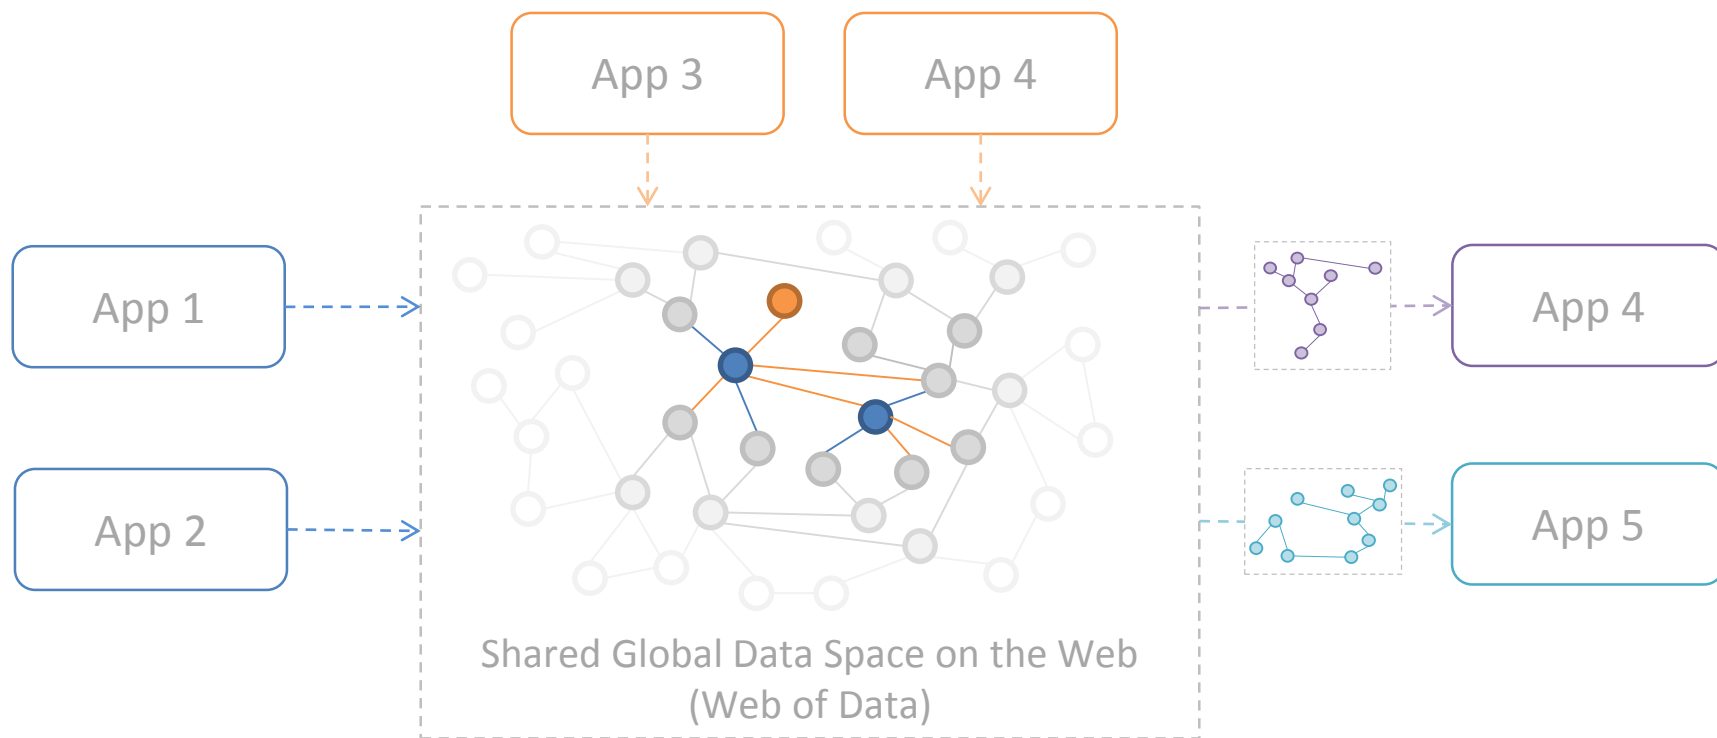 App 3
App 4
App 1
App 4
App 2
App 5
Shared Global Data Space on the Web
(Web of Data)